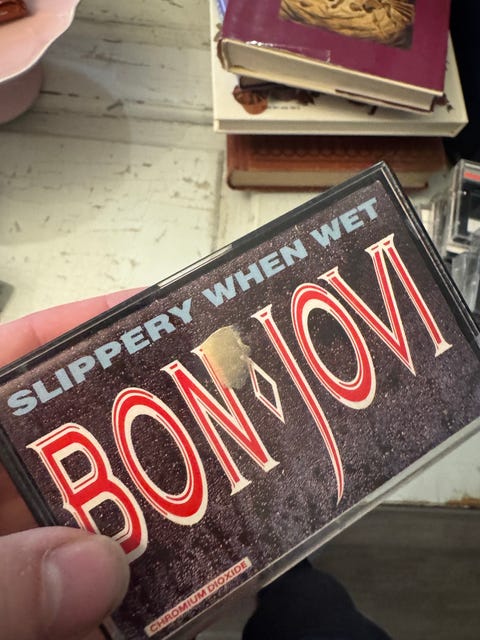 SLIPPERY WHEN WET
BON JOVI
CHROMIUM DIOXIDE